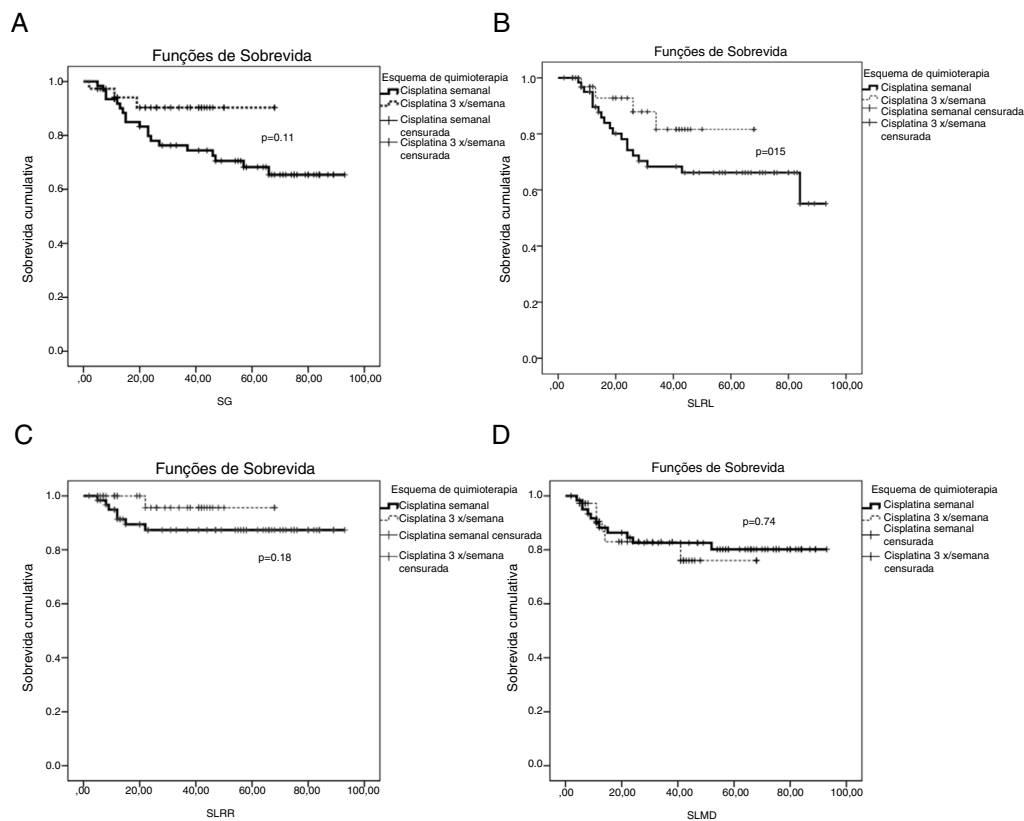 A
Funções de Sobrevida
Sobrevida cumulativa
1.0
0.8
0.6
0.4
0.2
0.0
,00
20,00
40,00
60,00
80,00
100,00
SG
p=0.11
Esquema de quimioterapia
Cisplatina semanal
Cisplatina 3 x/semana
Cisplatina semanal
censurada
Cisplatina 3 x/semana
censurada
B
Funções de Sobrevida
Sobrevida cumulativa
1.0
0.8
0.6
0.4
0.2
0.0
,00
20,00
40,00
60,00
80,00
100,00
SLRL
p=015
Esquema de quimioterapia
Cisplatina semanal
Cisplatina 3 x/semana
Cisplatina semanal censurada
Cisplatina 3 x/semana
censurada
C
Funções de Sobrevida
Sobrevida cumulativa
1.0
0.8
0.6
0.4
0.2
0.0
,00
20,00
40,00
60,00
80,00
100,00
SLRR
p=0.18
Esquema de quimioterapia
Cisplatina semanal
Cisplatina 3 x/semana
Cisplatina semanal censurada
Cisplatina 3 x/semana
censurada
D
Funções de Sobrevida
Sobrevida cumulativa
1.0
0.8
0.6
0.4
0.2
0.0
,00
20,00
40,00
60,00
80,00
100,00
SLMD
p=0.74
Esquema de quimioterapia
Cisplatina semanal
Cisplatina 3 x/semana
Cisplatina semanal
censurada
Cisplatina 3 x/semana
censurada